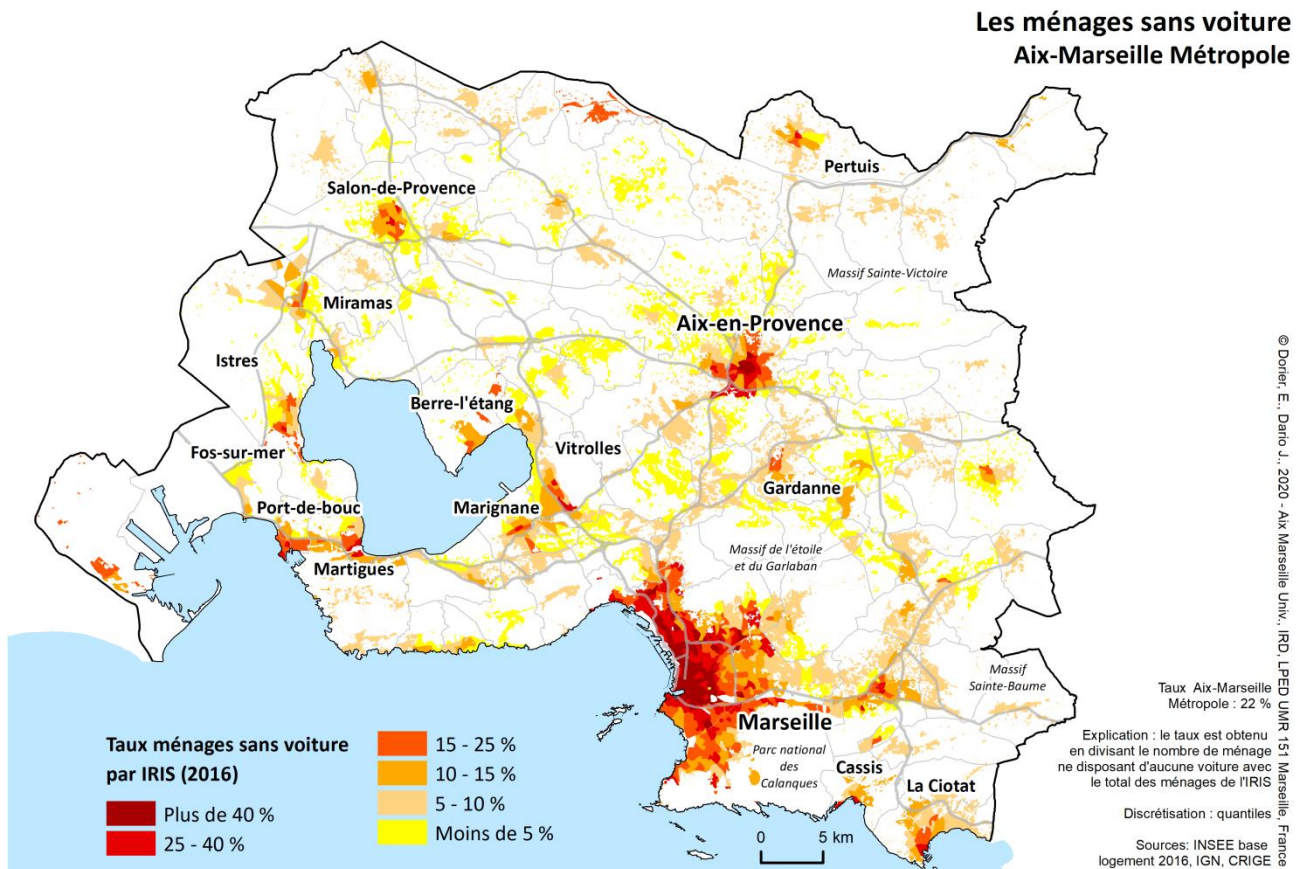 Les ménages sans voiture
Aix-Marseille Métropole
Pertuis
Salon-de-Provence
Massif Sainte-Victoire
Miramas
Aix-en-Provence
Istres
Berre-l'étang
Fos-sur-mer
Vitrolles
Gardanne
Port-de-bouc
Marignane
Massif de l'étoile
et du Garlaban
Martigues
Massif
Sainte-Baume
Marseille
Parc national
des
Calanques
Cassis
La Ciotat
0 5 km
Taux ménages sans voiture
par IRIS (2016)
Plus de 40 %
25 - 40 %
15 - 25 %
10 - 15 %
5 - 10 %
Moins de 5 %
Taux Aix-Marseille
Métropole : 22 %
Explication : le taux est obtenu
en divisant le nombre de ménage
ne disposant d'aucune voiture avec
le total des ménages de l'IRIS
Discrétisation : quantiles
Sources: INSEE base
logement 2016, IGN, CRIGE
© Dorier, E., Dario J., 2020 - Aix Marseille Univ., IRD, LPED UMR 151 Marseille, France